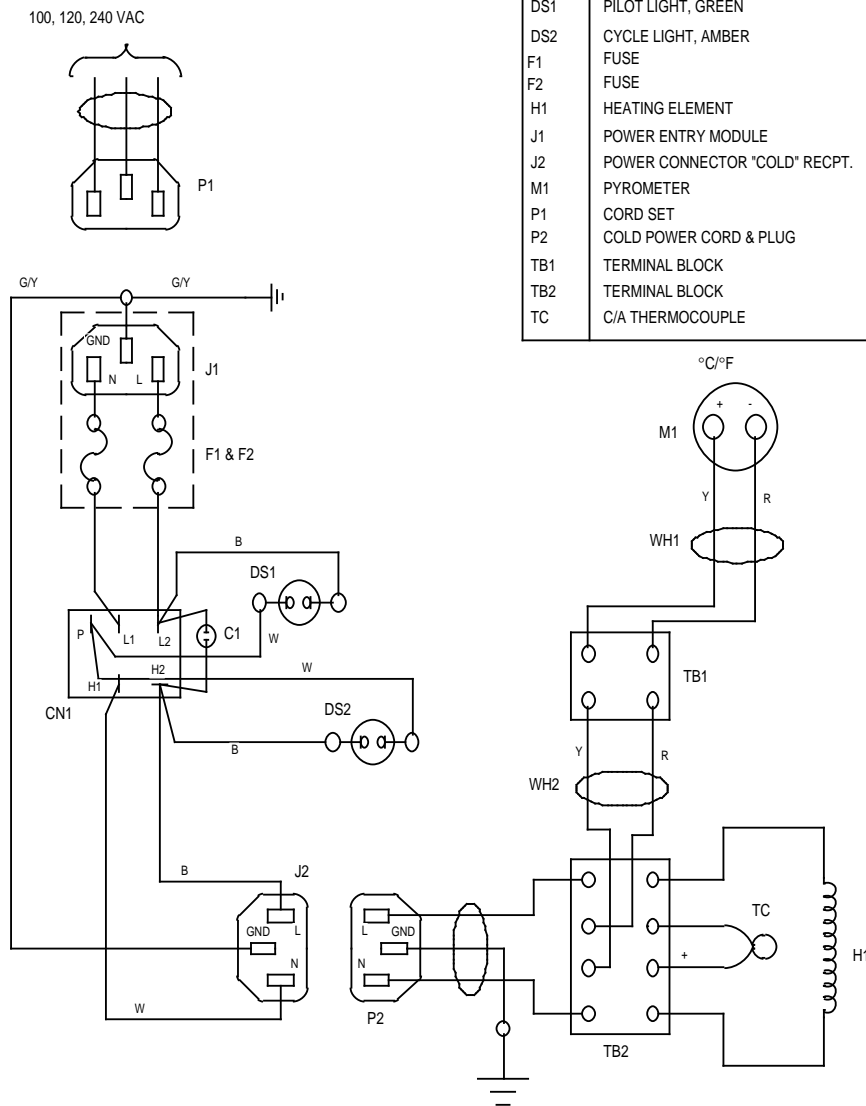 100, 120, 240 VAC
DS1 PILOT LIGHT, GREEN
DS2 CYCLE LIGHT, AMBER
F1 FUSE
F2 FUSE
H1 HEATING ELEMENT
J1 POWER ENTRY MODULE
J2 POWER CONNECTOR "COLD" RECPT.
M1 PYROMETER
P1 CORD SET
P2 COLD POWER CORD & PLUG
TB1 TERMINAL BLOCK
TB2 TERMINAL BLOCK
TC C/A THERMOCOUPLE
P1
G/Y G/Y
GND
N L
J1
F1 & F2
°C/°F
+ -
M1
Y R
WH1
B
DS1
P L1 L2
C1
W
W
H1 H2
CN1
DS2
B
TB1
Y R
WH2
B
J2
GND L
N
W
L GND
N
P2
TB2
-
+
TC
H1